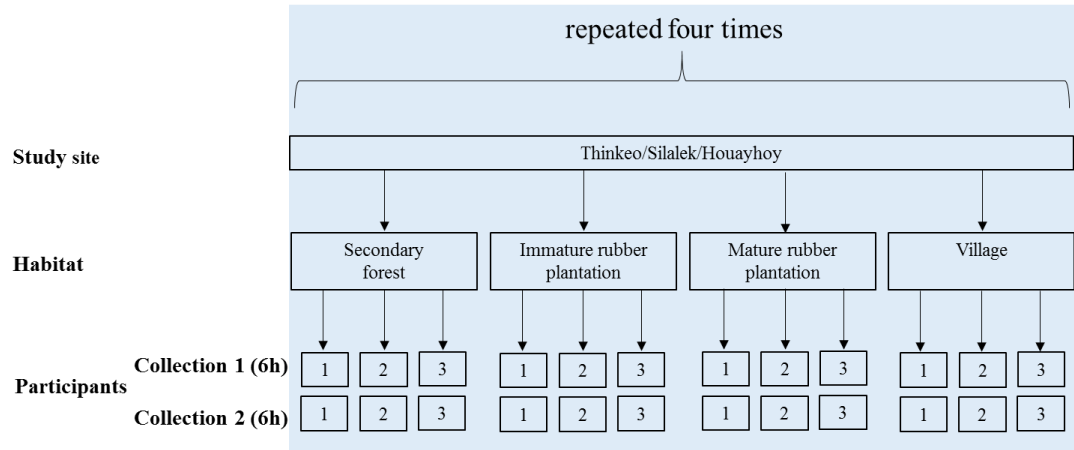 repeated four times
Study site
Thinkeo/Silalek/Houayhoy
Habitat
Secondary
forest
Immature rubber
plantation
Mature rubber
plantation
Village
Participants
Collection 1 (6h)
1 2 3 1 2 3 1 2 3 1 2 3
Collection 2 (6h)
1 2 3 1 2 3 1 2 3 1 2 3